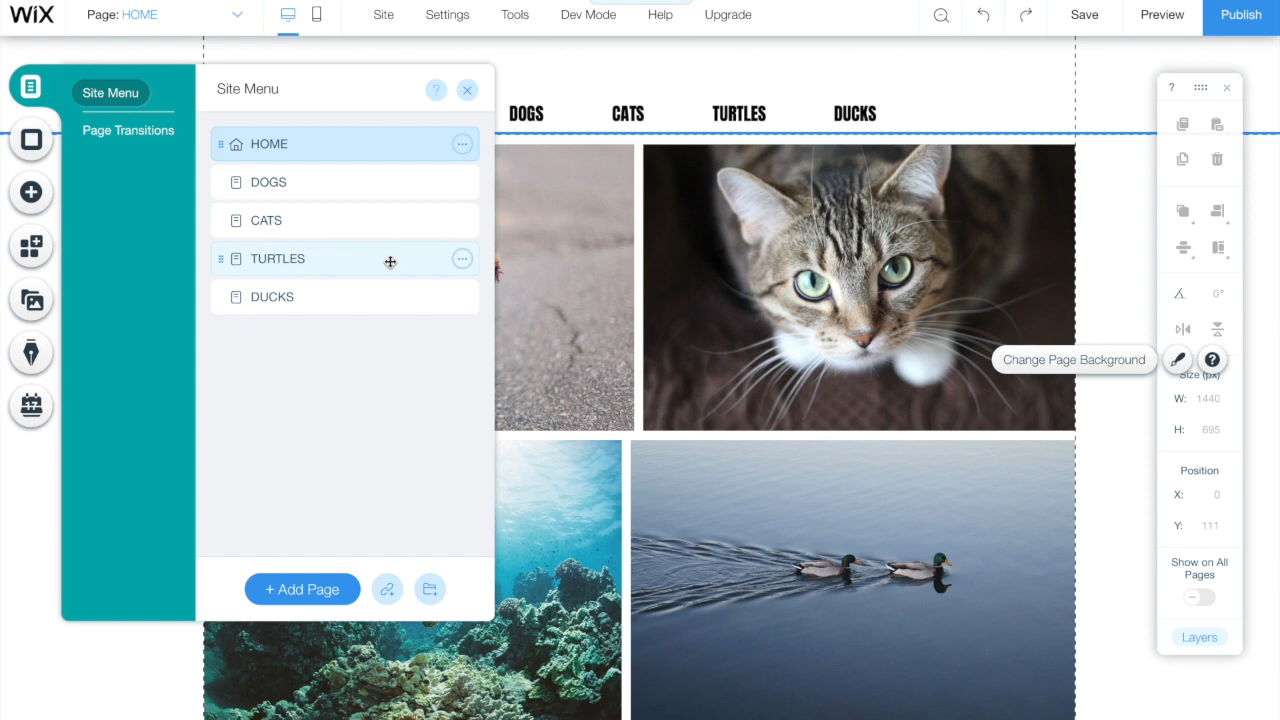 WiX
Page: HOME
Site
Settings
Tools
Dev Mode
Help
Upgrade
Save
Preview
Publish
Site Menu
Page Transitions
Site Menu
?
HOME
DOGS
CATS
TURTLES
DUCKS
+ Add Page
17
DOGS
CATS
TURTLES
DUCKS
Change Page Background
?
?
0°
Size (px)
W: 1440
H: 695
Position
X: 0
Y: 111
Show on All
Pages
Layers